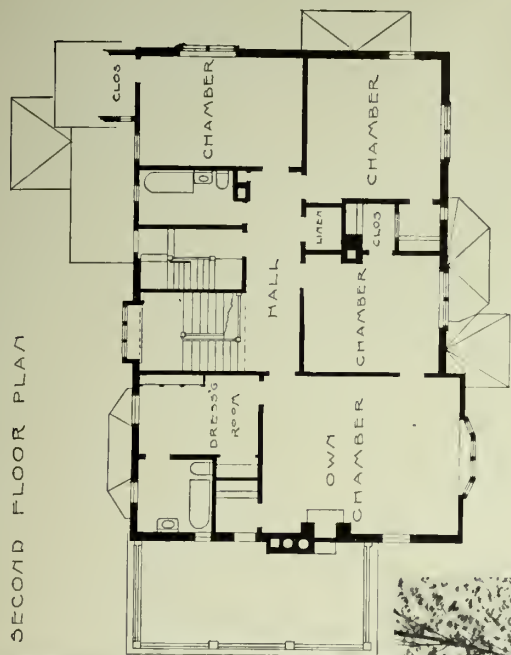 SECOND FLOOR PLAN
CLOS
CHAMBER
CHAMBER
LINEN
CLOS
HALL
CHAMBER
DRESS'G
ROOM
OWN
CHAMBER